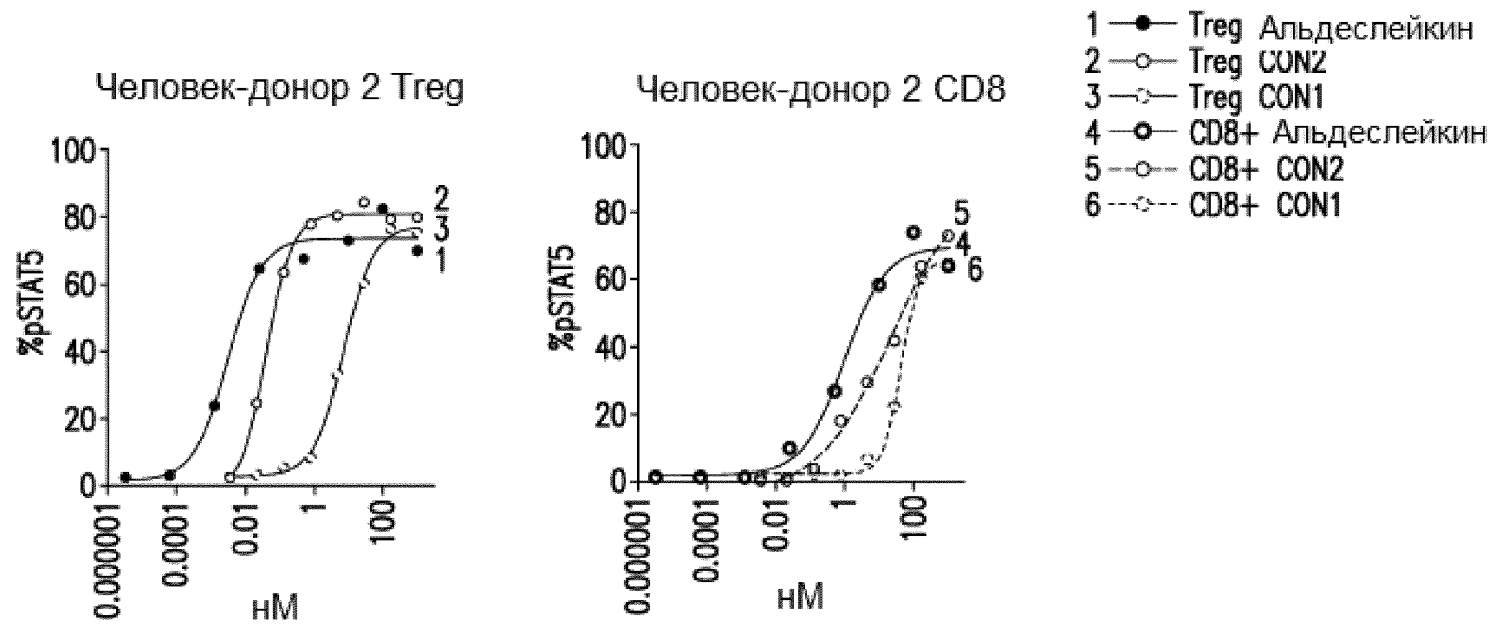 Человек-донор 2 Treg
%pSTAT5
100
80
60
40
20
0
0.000001
0.0001
0.01
1
100
нМ
2
3
1
Человек-донор 2 CD8
%pSTAT5
100
80
60
40
20
0
0.000001
0.0001
0.01
1
100
нМ
5
4
6
1 Treg Альдеслейкин
2 Treg CON2
3 Treg CON1
4 CD8+ Альдеслейкин
5 CD8+ CON2
6 CD8+ CON1